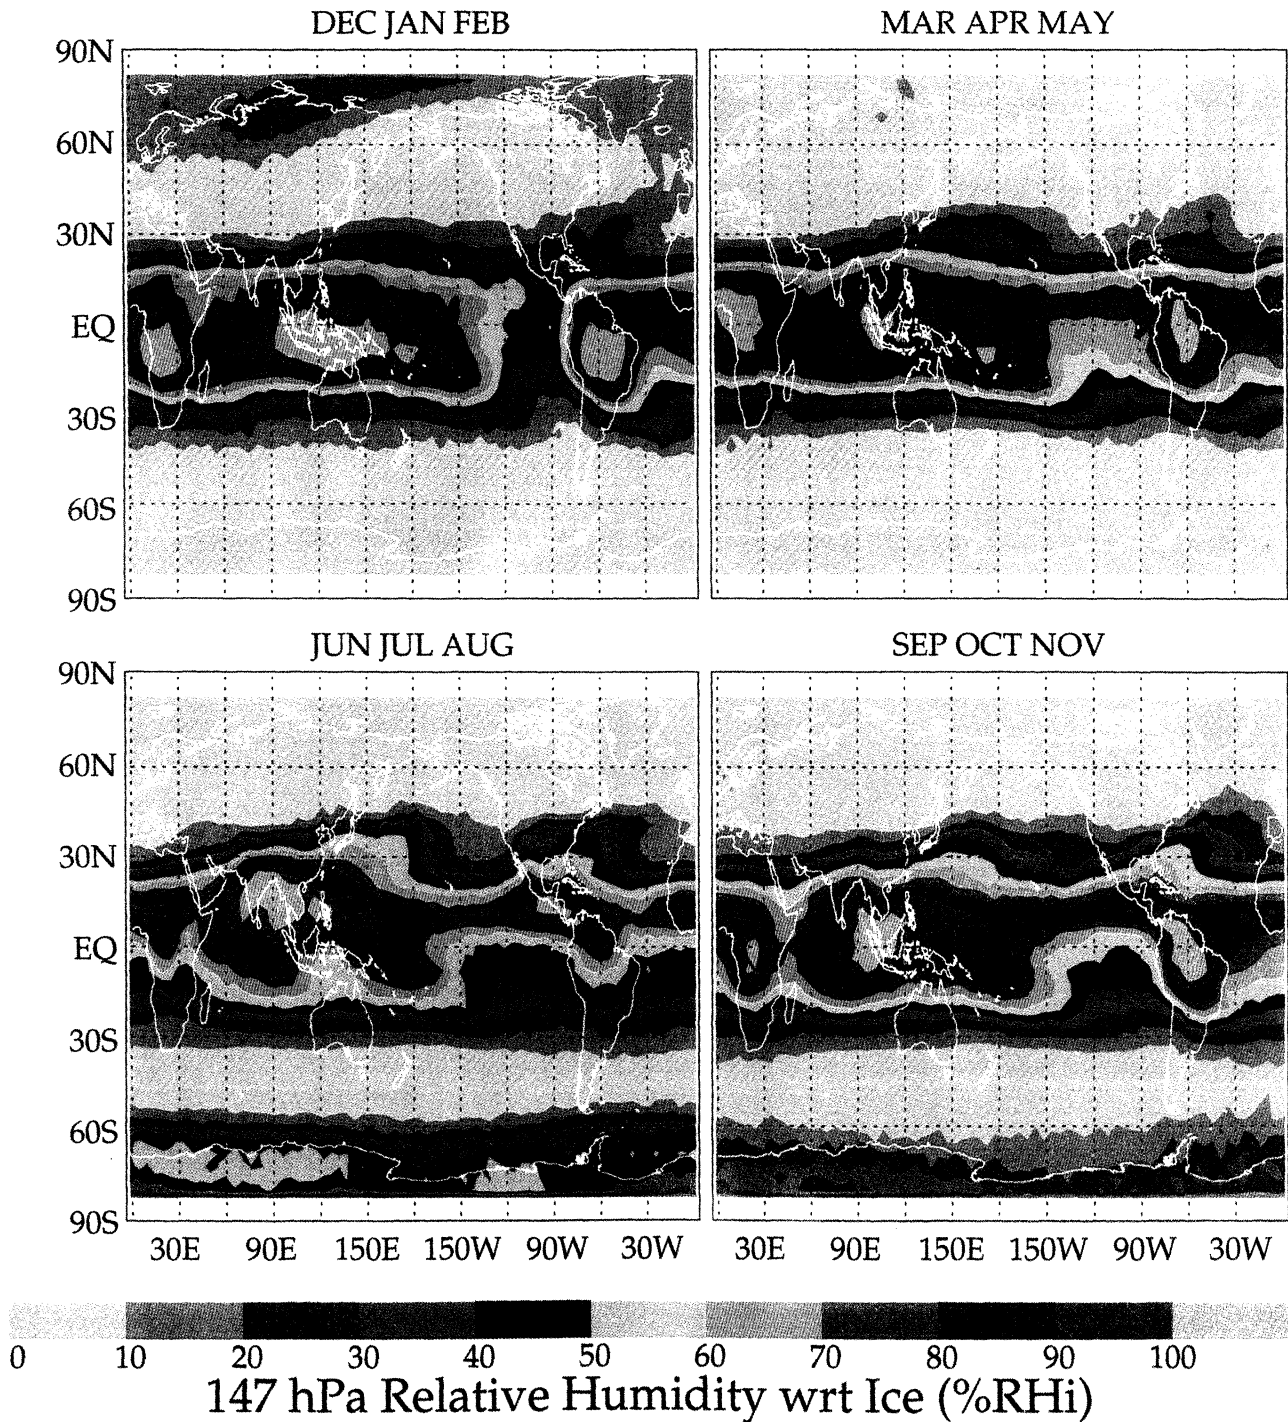 DEC JAN FEB MAR APR MAY
90N
60N
30N
EQ
30S
60S
90S
JUN JUL AUG SEP OCT NOV
90N
60N
30N
EQ
30S
60S
90S
30E 90E 150E 150W 90W 30W 30E 90E 150E 150W 90W 30W
0 10 20 30 40 50 60 70 80 90 100
147 hPa Relative Humidity wrt Ice (%RHi)